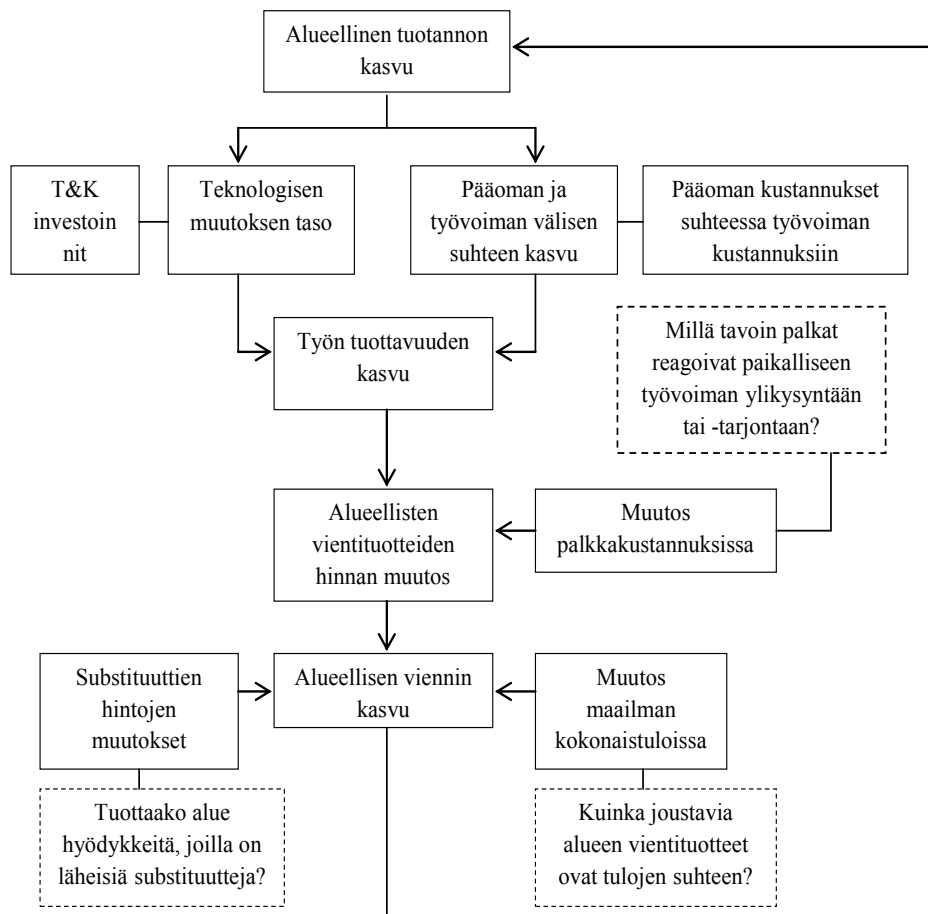 Alueellinen tuotannon
kasvu
T&K
investoin
nit
Teknologisen
muutoksen taso
Pääoman ja
työvoiman välisen
suhteen kasvu
Pääoman kustannukset
suhteessa työvoiman
kustannuksiin
Työn tuottavuuden
kasvu
Millä tavoin palkat
reagoivat paikalliseen
työvoiman ylikysyntään
tai -tarjontaan?
Alueellisten
vientituotteiden
hinnan muutos
Muutos
palkkakustannuksissa
Substituuttien
hintojen
muutokset
Alueellisen viennin
kasvu
Muutos
maailman
kokonaistuloissa
Tuottaako alue
hyödykkeitä, joilla on
läheisiä substituutteja?
Kuinka joustavia
alueen vientituotteet
ovat tulojen suhteen?